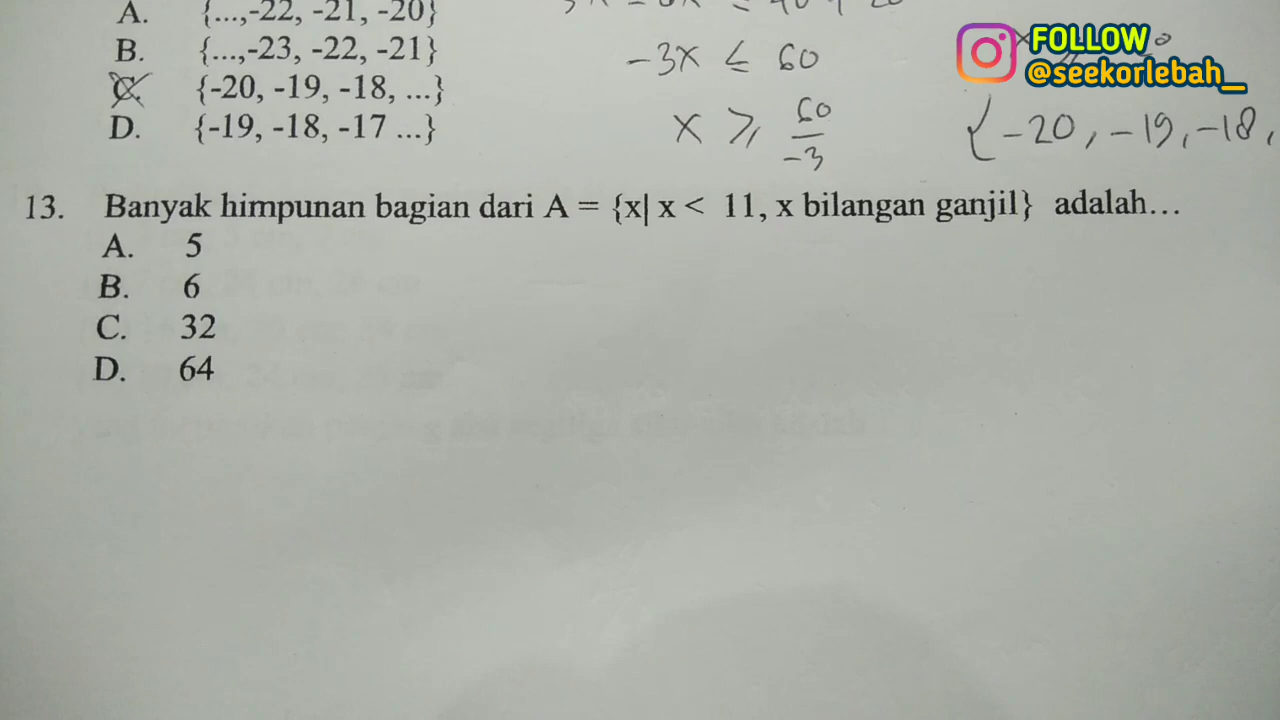 A. {...,-22, -21, -20}
B. {...,-23, -22, -21}
-3x ≤ 60
C. {-20, -19, -18, ...}
D. {-19, -18, -17 ...}
x ≥ 60/-3
{-20, -19, -18,
FOLLOW
@seekorlebah_
13. Banyak himpunan bagian dari A = {x| x < 11, x bilangan ganjil} adalah...
A. 5
B. 6
C. 32
D. 64